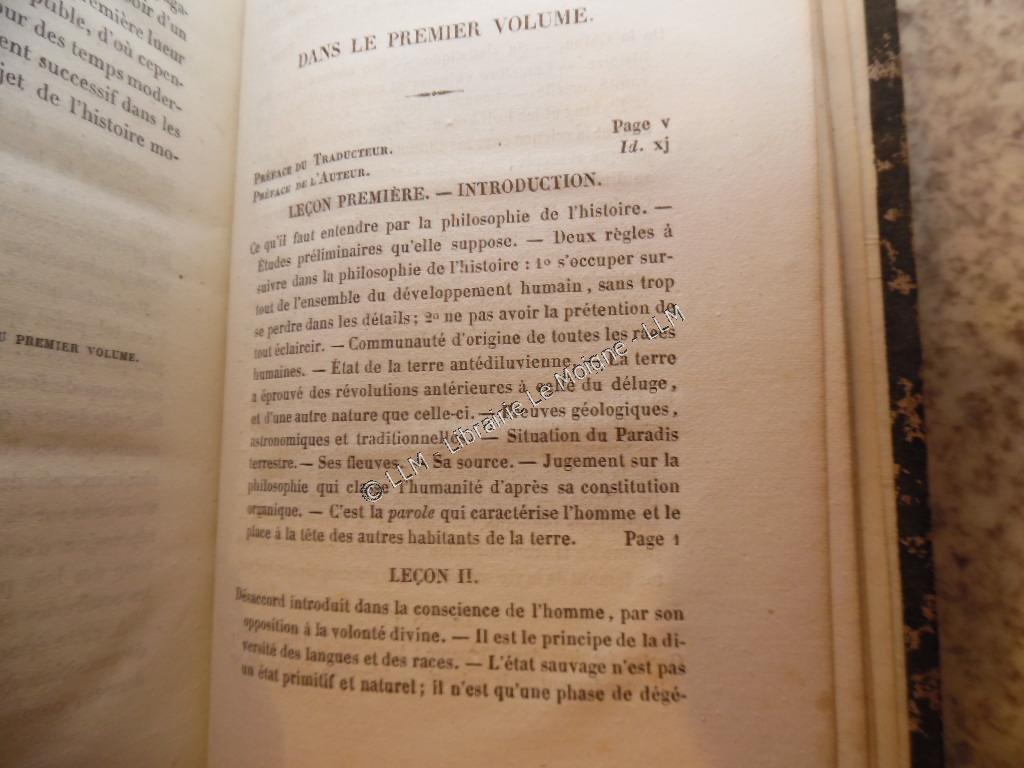 ga-
oir d'un
première lueur
ptible, d'où cepen-
our des temps moder-
ent successif dans les
jet de l'histoire mo-
PREMIER VOLUME.
DANS LE PREMIER VOLUME.
Préface du Traducteur. Page v
Préface de l'Auteur. Id. xj
LEÇON PREMIÈRE. — INTRODUCTION.
Ce qu'il faut entendre par la philosophie de l'histoire. —
Études préliminaires qu'elle suppose. — Deux règles à
suivre dans la philosophie de l'histoire : 1o s'occuper sur-
tout de l'ensemble du développement humain, sans trop
se perdre dans les détails ; 2o ne pas avoir la prétention de
tout éclaircir. — Communauté d'origine de toutes les races
humaines. — État de la terre antédiluvienne. — La terre
a éprouvé des révolutions antérieures à celle du déluge,
et d'une autre nature que celle-ci. — Preuves géologiques,
astronomiques et traditionnelles. — Situation du Paradis
terrestre. — Ses fleuves. — Sa source. — Jugement sur la
philosophie qui classe l'humanité d'après sa constitution
organique. — C'est la parole qui caractérise l'homme et le
place à la tête des autres habitants de la terre. Page 1
LEÇON II.
Désaccord introduit dans la conscience de l'homme, par son
opposition à la volonté divine. — Il est le principe de la di-
versité des langues et des races. — L'état sauvage n'est pas
un état primitif et naturel ; il n'est qu'une phase de dégé-
© LLM - Librairie Le Moigne - LLM